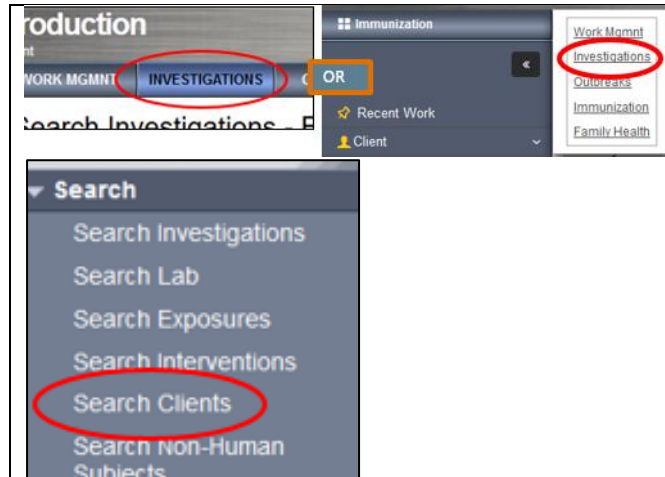 roduction
nt
WORK MGMNT INVESTIGATIONS
Search Investigations -
OR
Immunization
«
Recent Work
Client
Work Mgmnt
Investigations
Outbreaks
Immunization
Family Health
Search
Search Investigations
Search Lab
Search Exposures
Search Interventions
Search Clients
Search Non-Human
Subjects